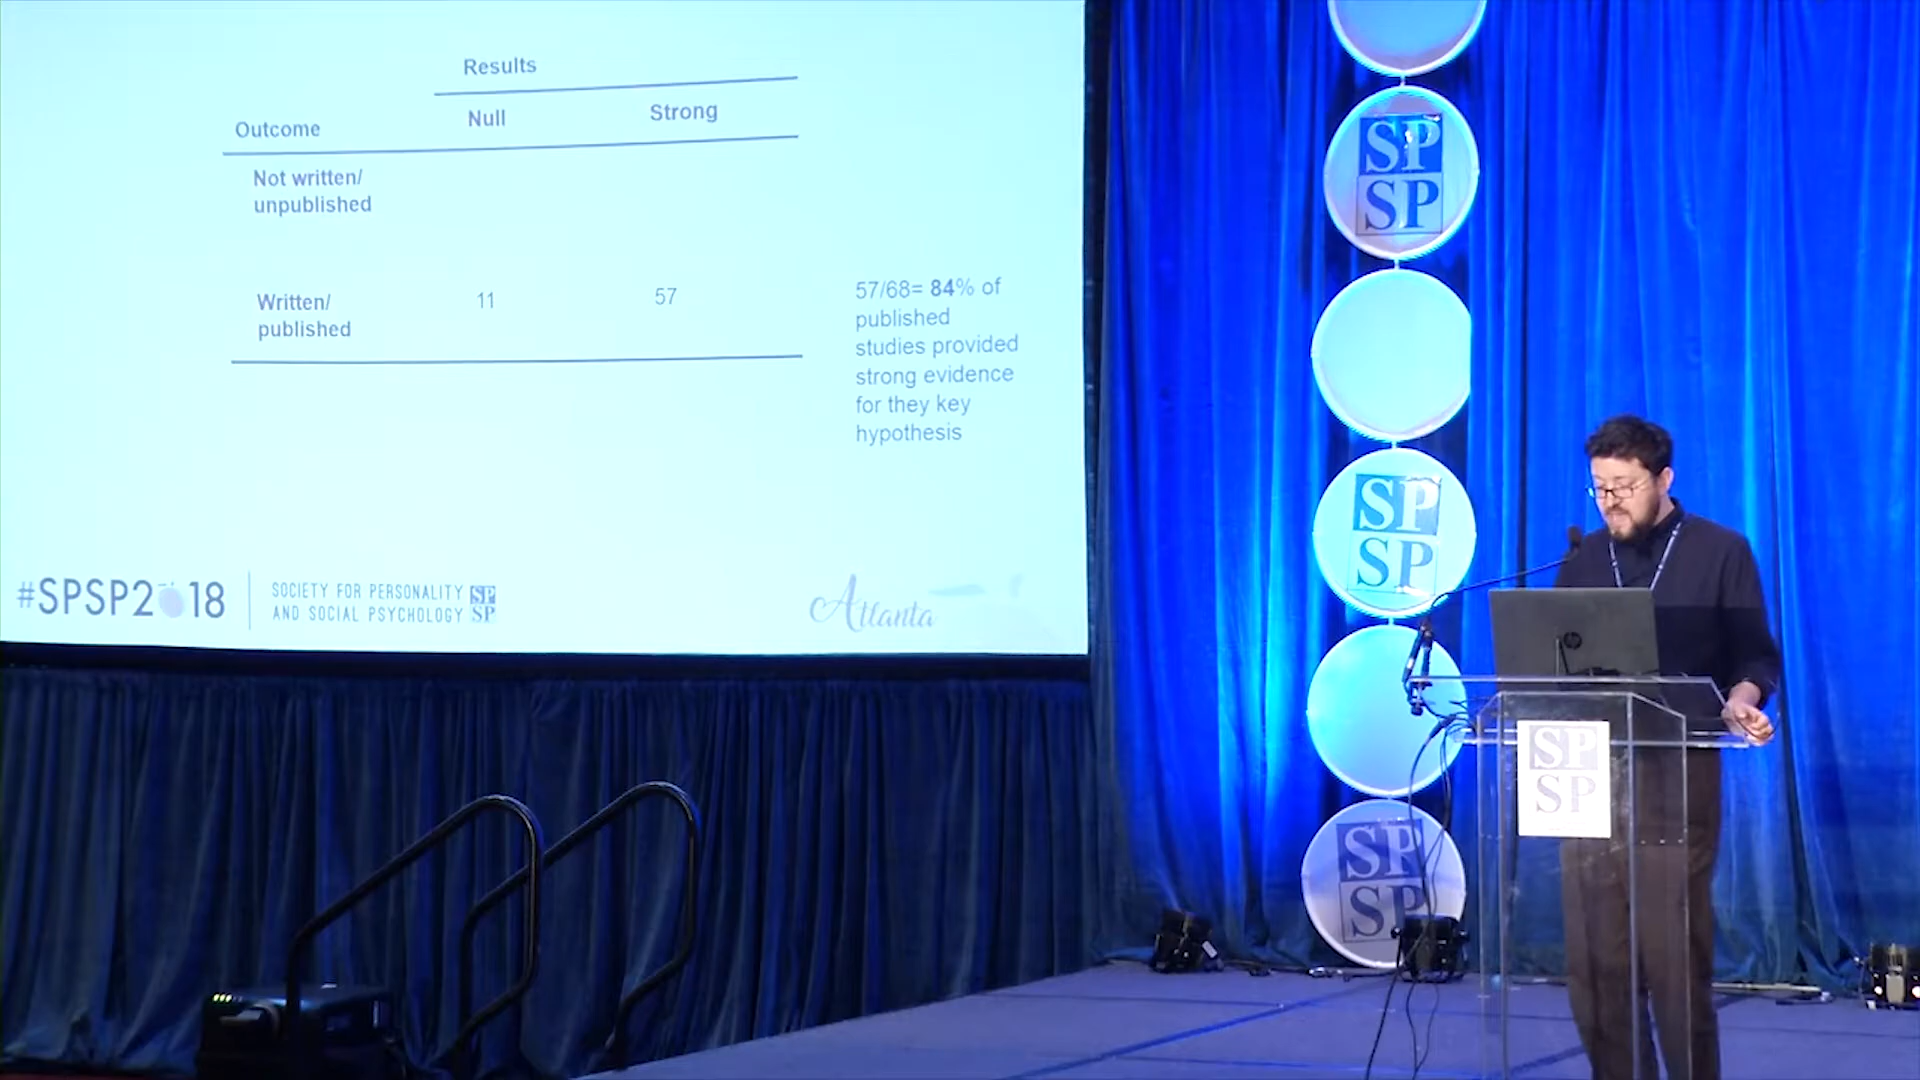 Results
Outcome Null Strong
Not written/
unpublished
Written/
published
11 57
57/68= 84% of
published
studies provided
strong evidence
for they key
hypothesis
#SPSP2018
SOCIETY FOR PERSONALITY
AND SOCIAL PSYCHOLOGY
SP
SP
Atlanta
SP
SP
SP
SP
SP
SP
hp
SP
SP